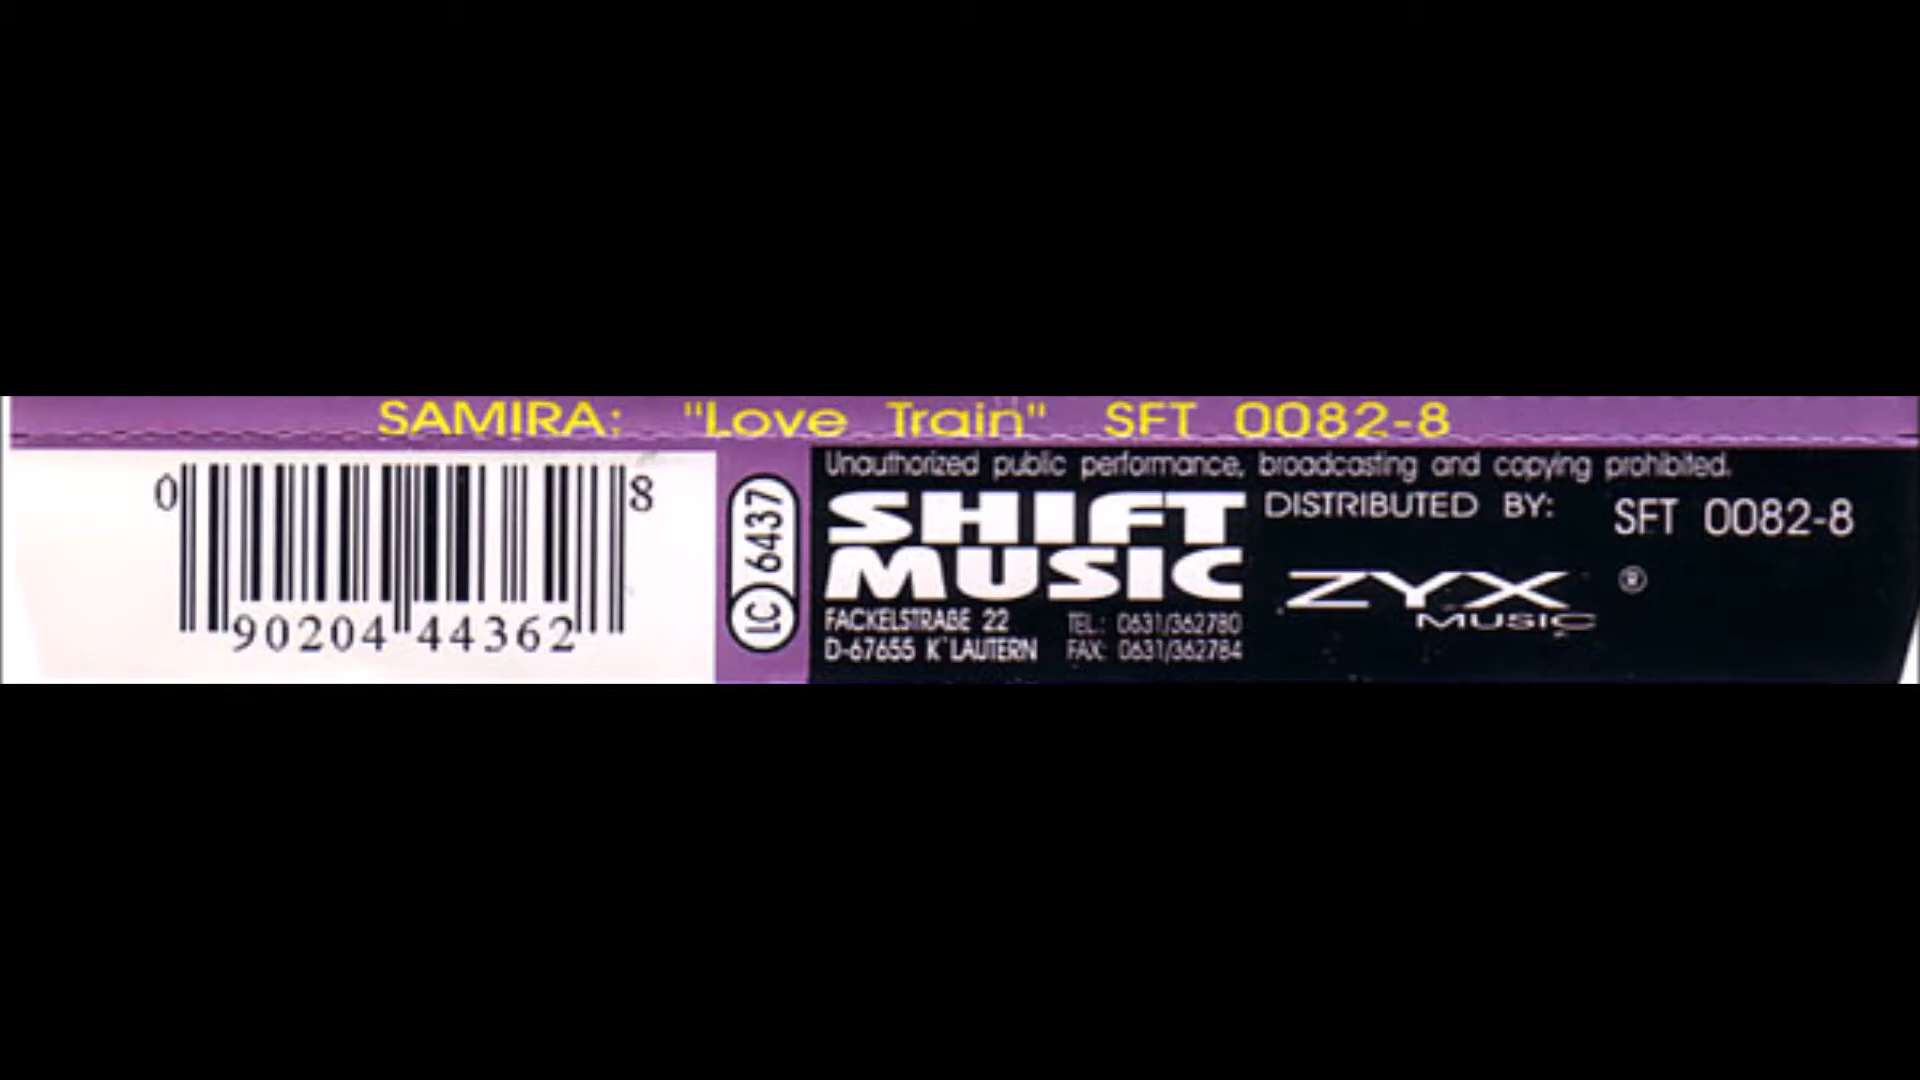 SAMIRA: "Love Train" SFT 0082-8
0 90204 44362 8
LC 6437
Unauthorized public performance, broadcasting and copying prohibited.
SHIFT
MUSIC
FACKELSTRAßE 22
D-67655 K`LAUTERN
TEL.: 0631/362780
FAX: 0631/362784
DISTRIBUTED BY:
ZYX
MUSIC
®
SFT 0082-8